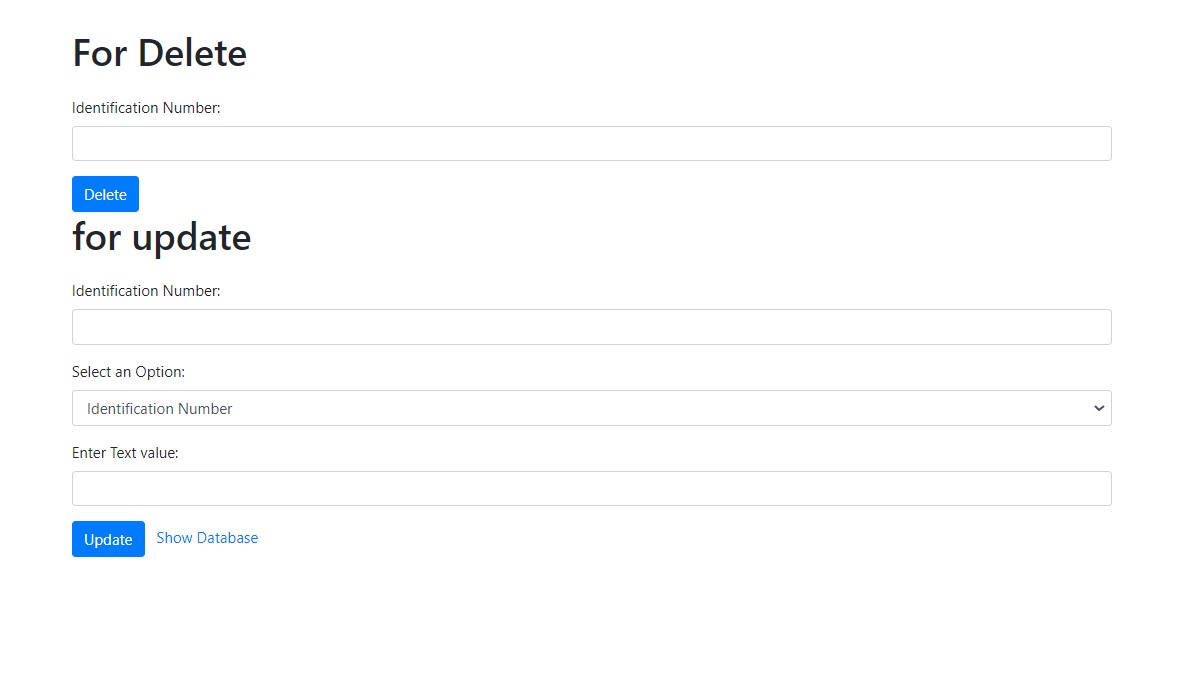 For Delete
Identification Number:
Delete
for update
Identification Number:
Select an Option:
Identification Number
Enter Text value:
Update Show Database